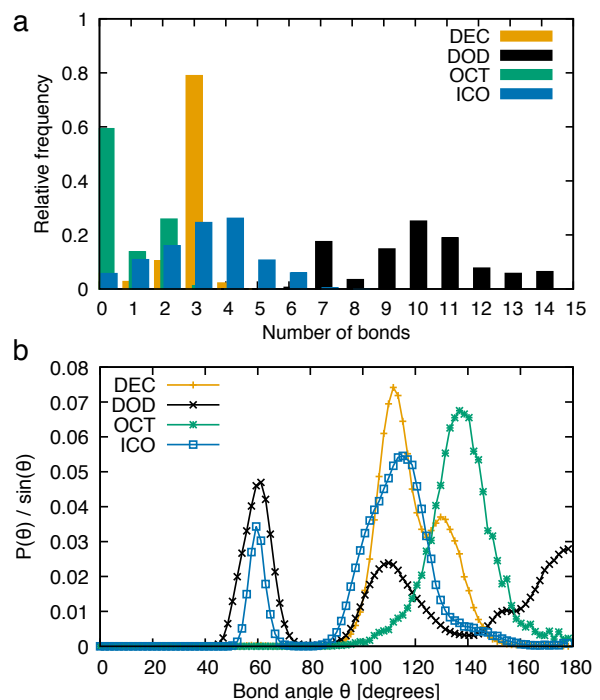 a
DEC
DOD
OCT
ICO
Relative frequency
1
0.8
0.6
0.4
0.2
0
0 1 2 3 4 5 6 7 8 9 10 11 12 13 14 15
Number of bonds
b
DEC
DOD
OCT
ICO
P(θ) / sin(θ)
0.08
0.07
0.06
0.05
0.04
0.03
0.02
0.01
0
0 20 40 60 80 100 120 140 160 180
Bond angle θ [degrees]